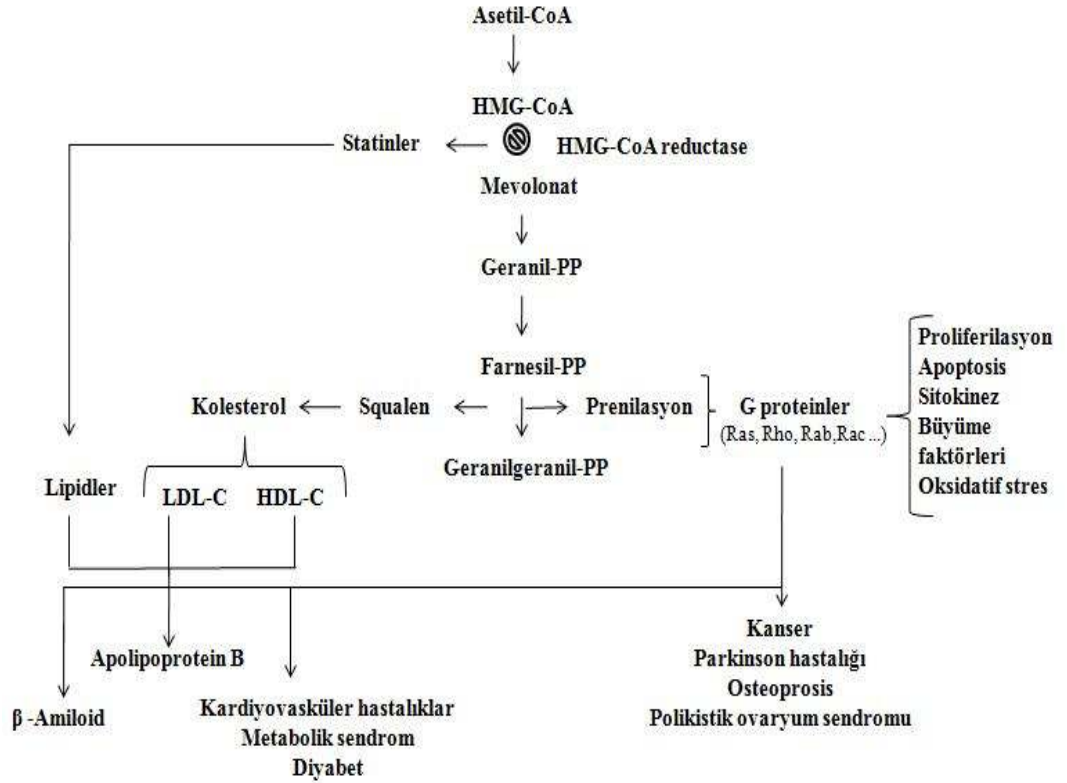 Asetil-CoA
HMG-CoA
Statinler
HMG-CoA reductase
Mevolonat
Geranil-PP
Farnesil-PP
Kolesterol
Squalen
Prenilasyon
G proteinler
(Ras, Rho, Rab,Rac ...)
Proliferilasyon
Apoptosis
Sitokinez
Büyüme
faktörleri
Oksidatif stres
Geranilgeranil-PP
Lipidler
LDL-C
HDL-C
Apolipoprotein B
β -Amiloid
Kardiyovasküler hastalıklar
Metabolik sendrom
Diyabet
Kanser
Parkinson hastalığı
Osteoprosis
Polikistik ovaryum sendromu